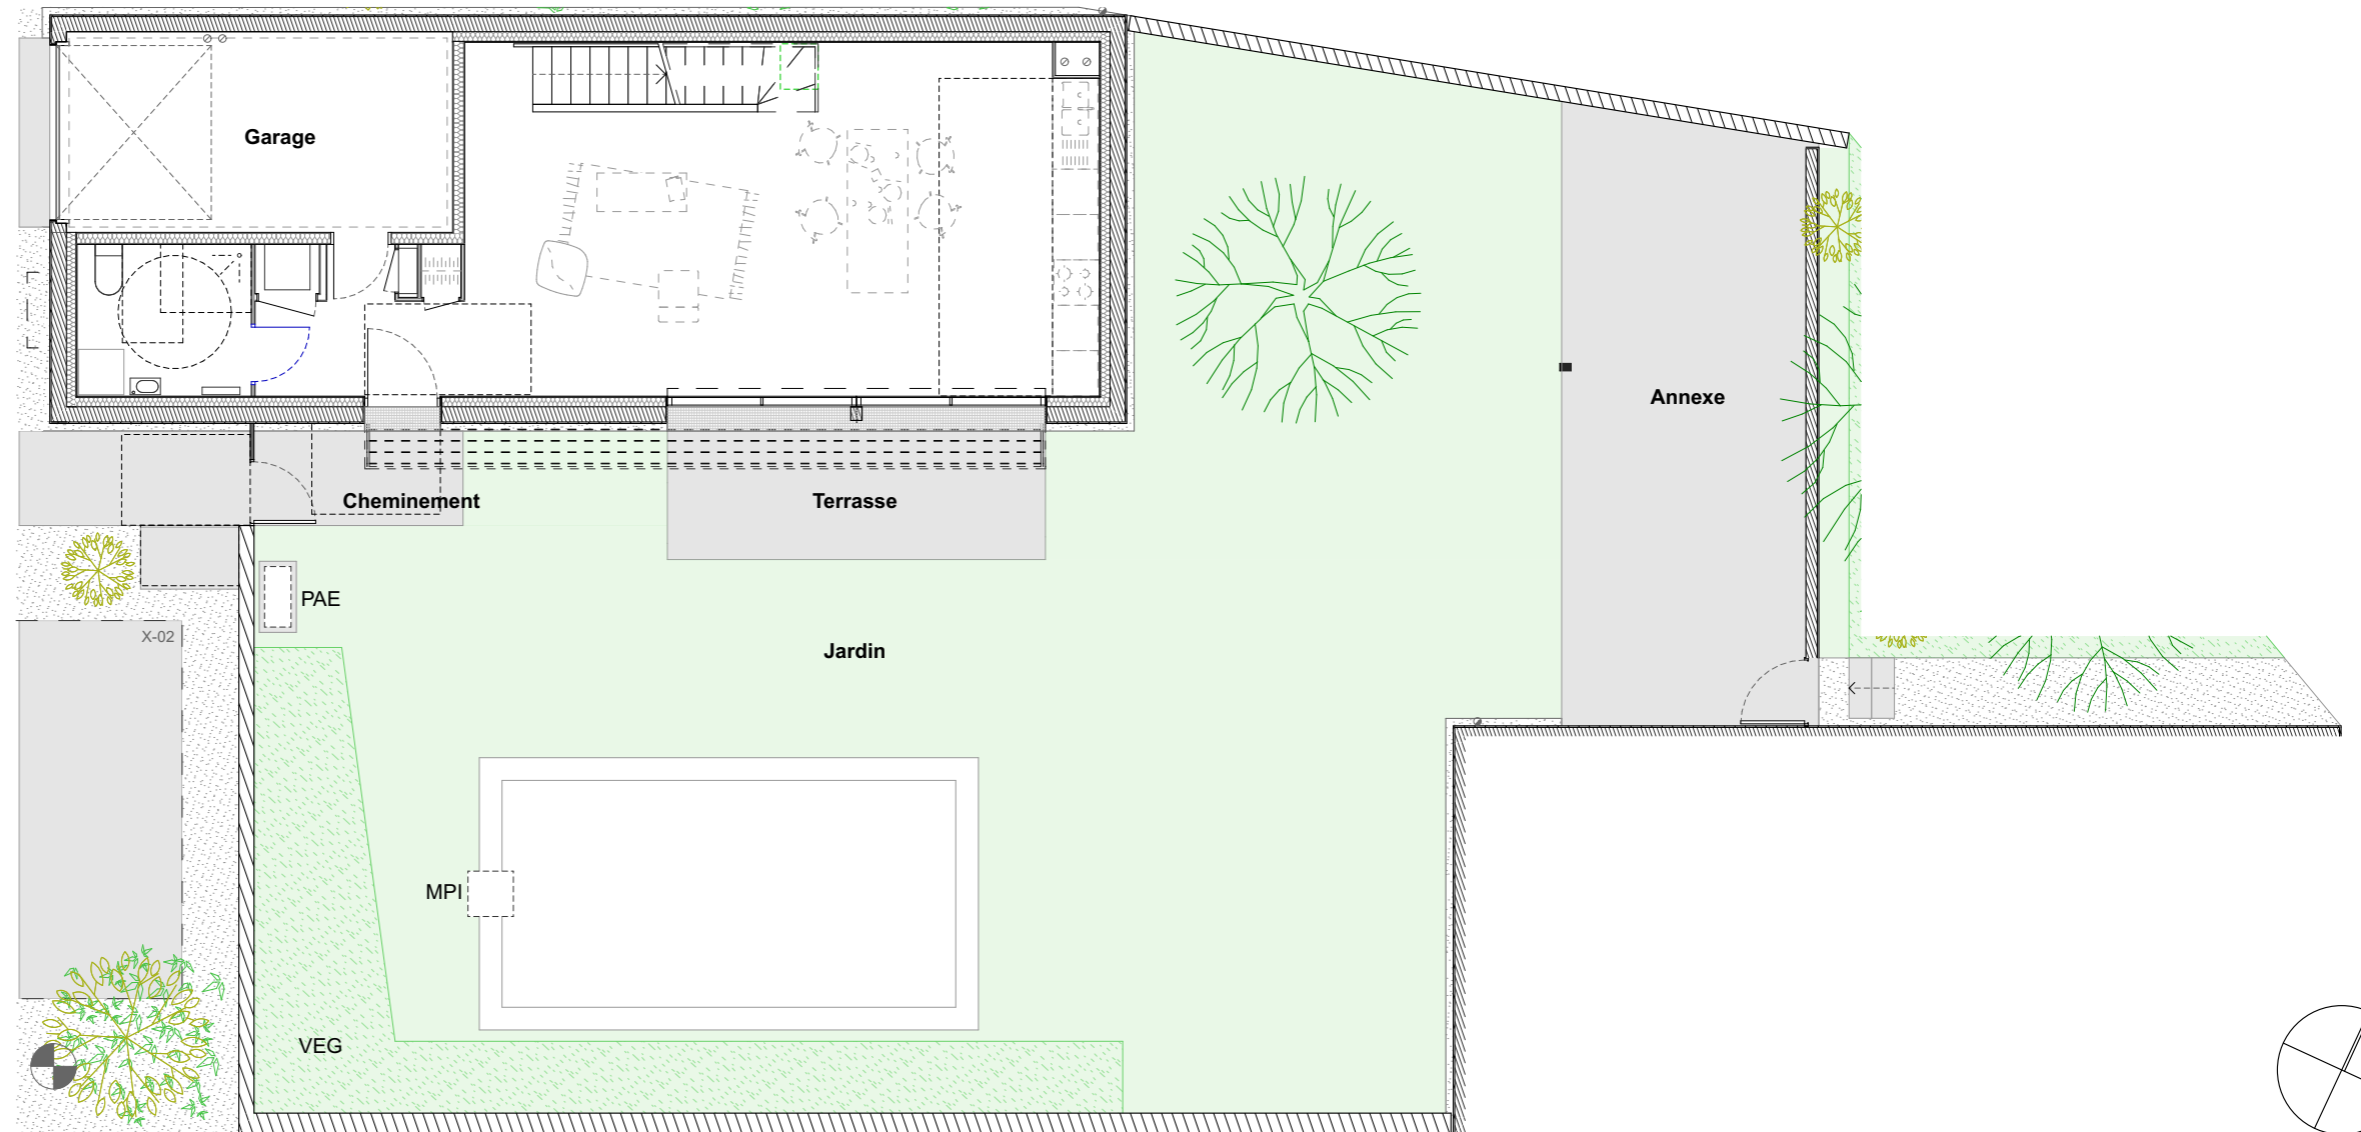 Garage
Annexe
Cheminement
Terrasse
PAE
X-02
Jardin
MPI
VEG